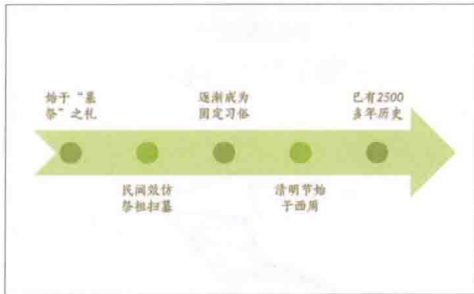 始于“墓
祭”之礼
民间效仿
祭祖扫墓
逐渐成为
固定习俗
清明节始
于西周
已有2500
多年历史